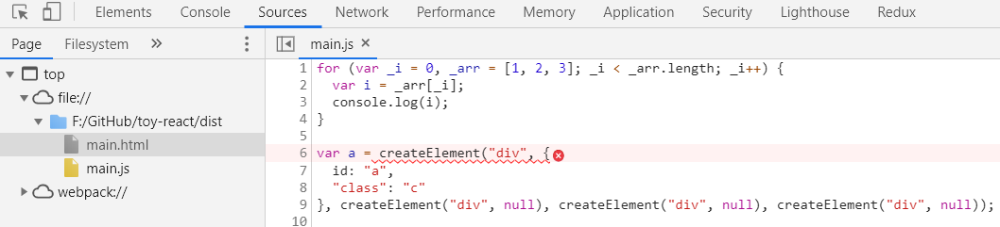 Elements Console Sources Network Performance Memory Application Security Lighthouse Redux
Page Filesystem » ⋮ main.js ×
top
file://
F:/GitHub/toy-react/dist
main.html
main.js
webpack://
1 for (var _i = 0, _arr = [1, 2, 3]; _i < _arr.length; _i++) {
2   var i = _arr[_i];
3   console.log(i);
4 }
5
6 var a = createElement("div", {
7   id: "a",
8   "class": "c"
9 }, createElement("div", null), createElement("div", null), createElement("div", null));
10